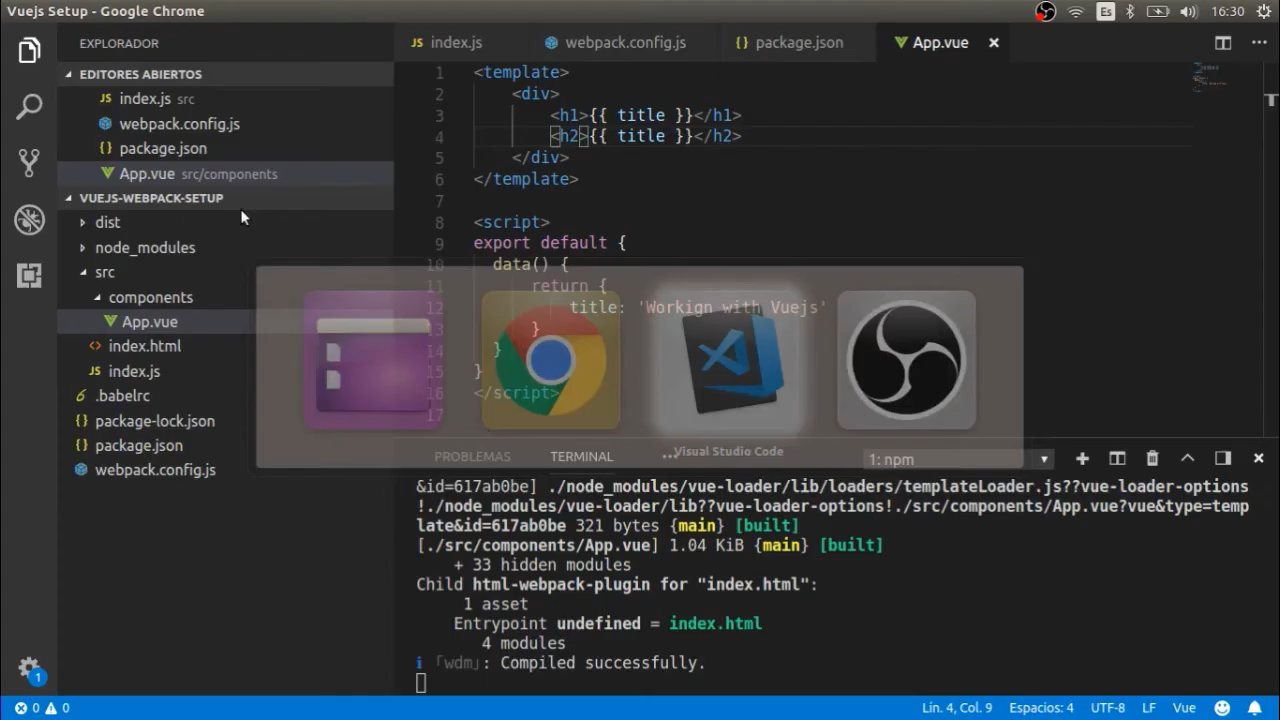 Vuejs Setup - Google Chrome
Es
16:30
EXPLORADOR
index.js
webpack.config.js
package.json
App.vue
EDITORES ABIERTOS
index.js src
webpack.config.js
package.json
App.vue src/components
VUEJS-WEBPACK-SETUP
dist
node_modules
src
components
App.vue
index.html
index.js
.babelrc
package-lock.json
package.json
webpack.config.js
1
1 <template>
2 <div>
3 <h1>{{ title }}</h1>
4 <h2>{{ title }}</h2>
5 </div>
6 </template>
7
8 <script>
9 export default {
10 data() {
11 return {
12 title: 'Workign with Vuejs'
13 }
14 }
15 }
16 </script>
17
Visual Studio Code
PROBLEMAS
TERMINAL
1: npm
&id=617ab0be] ./node_modules/vue-loader/lib/loaders/templateLoader.js??vue-loader-options
!./node_modules/vue-loader/lib??vue-loader-options!./src/components/App.vue?vue&type=temp
late&id=617ab0be 321 bytes {main} [built]
[./src/components/App.vue] 1.04 KiB {main} [built]
+ 33 hidden modules
Child html-webpack-plugin for "index.html":
1 asset
Entrypoint undefined = index.html
4 modules
i 「wdm」: Compiled successfully.
0 0
Lín. 4, Col. 9
Espacios: 4
UTF-8
LF
Vue